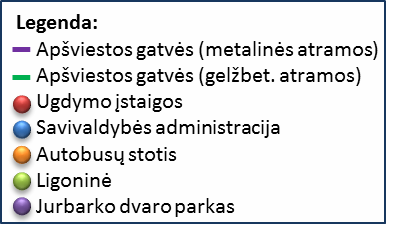 Legenda:
Apšviestos gatvės (metalinės atramos)
Apšviestos gatvės (gelžbet. atramos)
Ugdymo įstaigos
Savivaldybės administracija
Autobusų stotis
Ligoninė
Jurbarko dvaro parkas